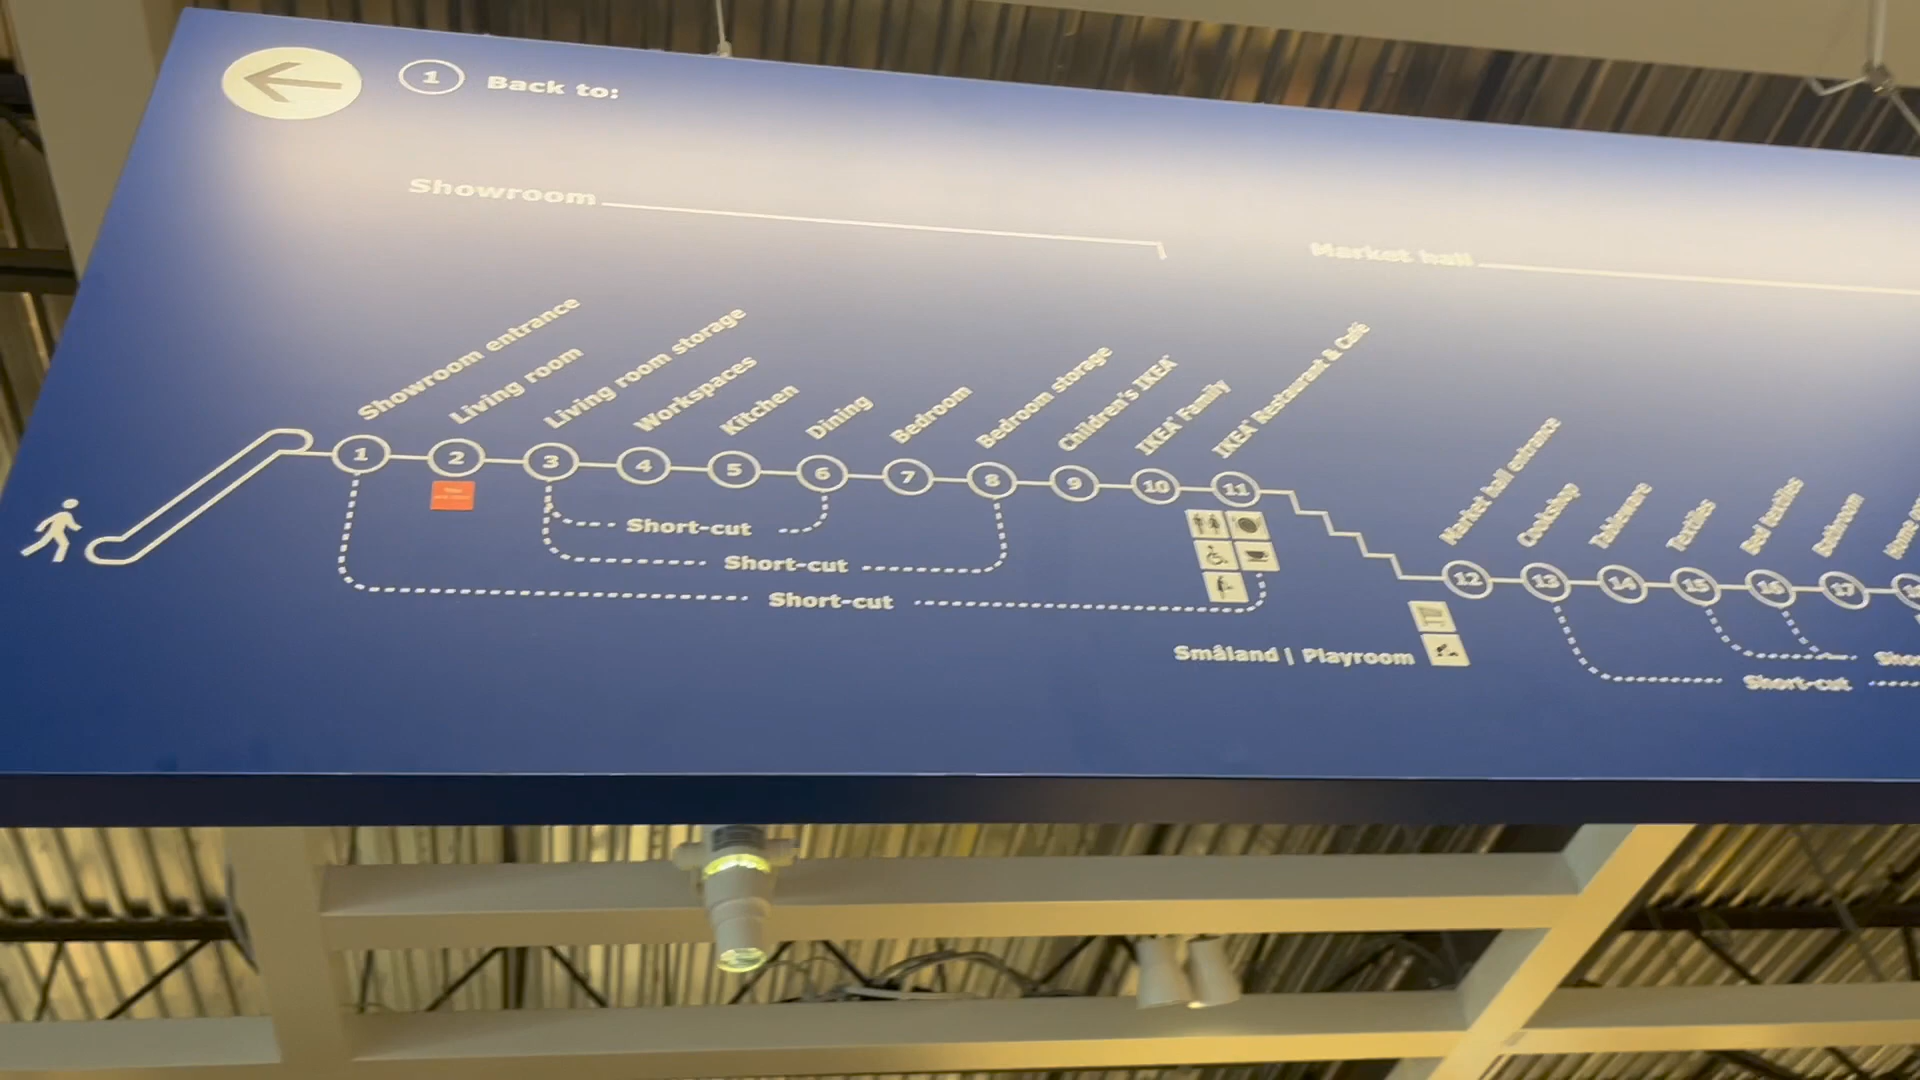 1 Back to:
Showroom
Market hall
Showroom entrance
Living room
Living room storage
Workspaces
Kitchen
Dining
Bedroom
Bedroom storage
Children's IKEA
IKEA Family
IKEA Restaurant & Café
Market hall entrance
Cookshop
Tableware
Textiles
Bed textiles
Bathroom
1 2 3 4 5 6 7 8 9 10 11
12 13 14 15 16 17
Short-cut
Short-cut
Short-cut
Småland | Playroom
Short-cut